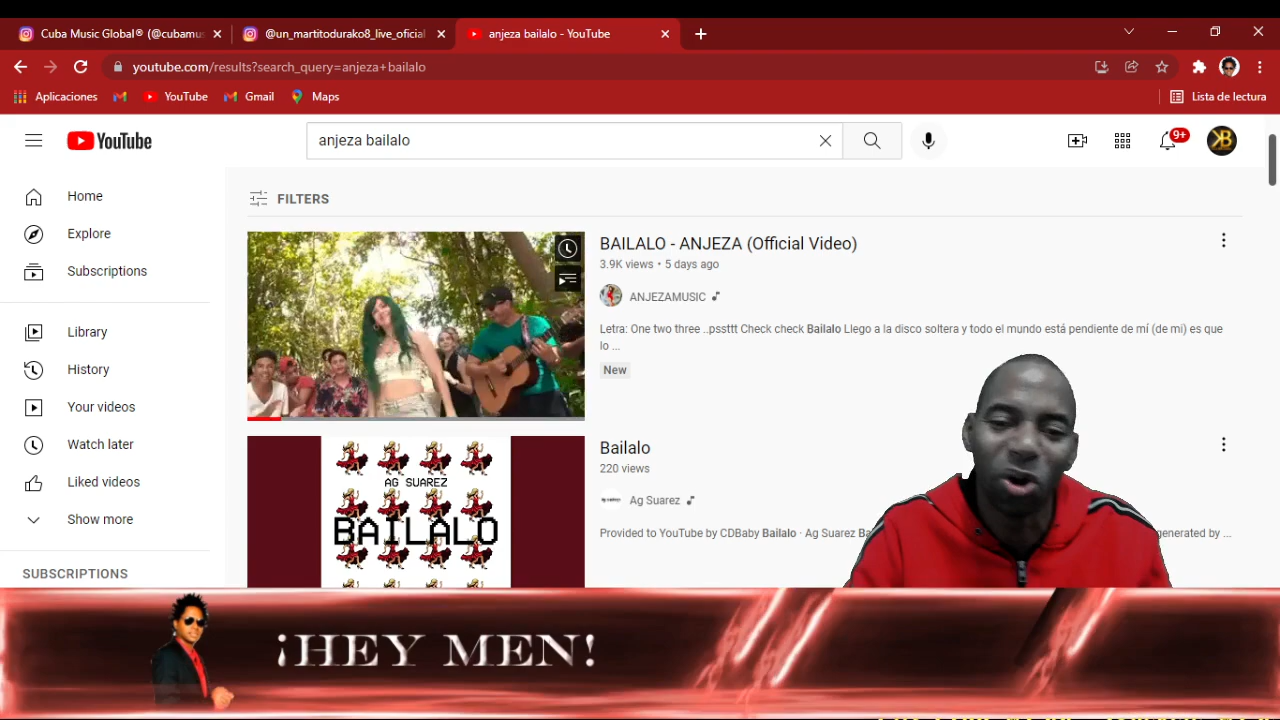 Cuba Music Global® (@cubamus
@un_martitodurako8_live_oficial
anjeza bailalo - YouTube
youtube.com/results?search_query=anjeza+bailalo
Aplicaciones
YouTube
Gmail
Maps
Lista de lectura
YouTube
anjeza bailalo
9+
KB
Home
Explore
Subscriptions
Library
History
Your videos
Watch later
Liked videos
Show more
SUBSCRIPTIONS
FILTERS
BAILALO - ANJEZA (Official Video)
3.9K views • 5 days ago
ANJEZAMUSIC
Letra: One two three ..pssttt Check check Bailalo Llego a la disco soltera y todo el mundo está pendiente de mí (de mi) es que
lo ...
New
AG SUAREZ
BAILALO
Bailalo
220 views
Ag Suarez
Provided to YouTube by CDBaby Bailalo · Ag Suarez Ba
generated by ...
¡HEY MEN!